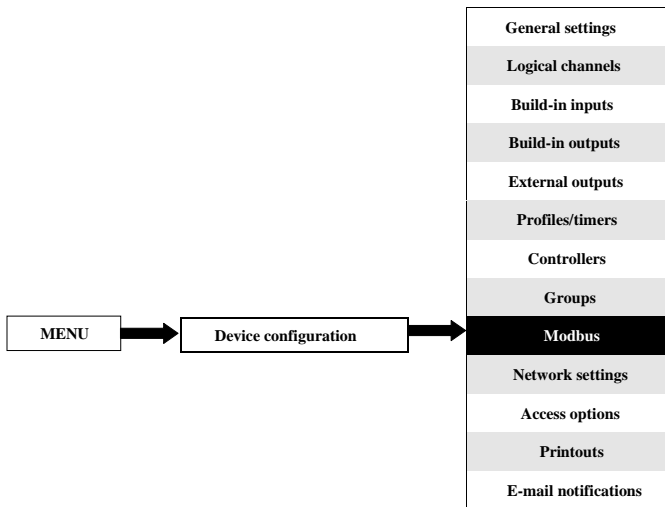 General settings
Logical channels
Build-in inputs
Build-in outputs
External outputs
Profiles/timers
Controllers
Groups
MENU
Device configuration
Modbus
Network settings
Access options
Printouts
E-mail notifications